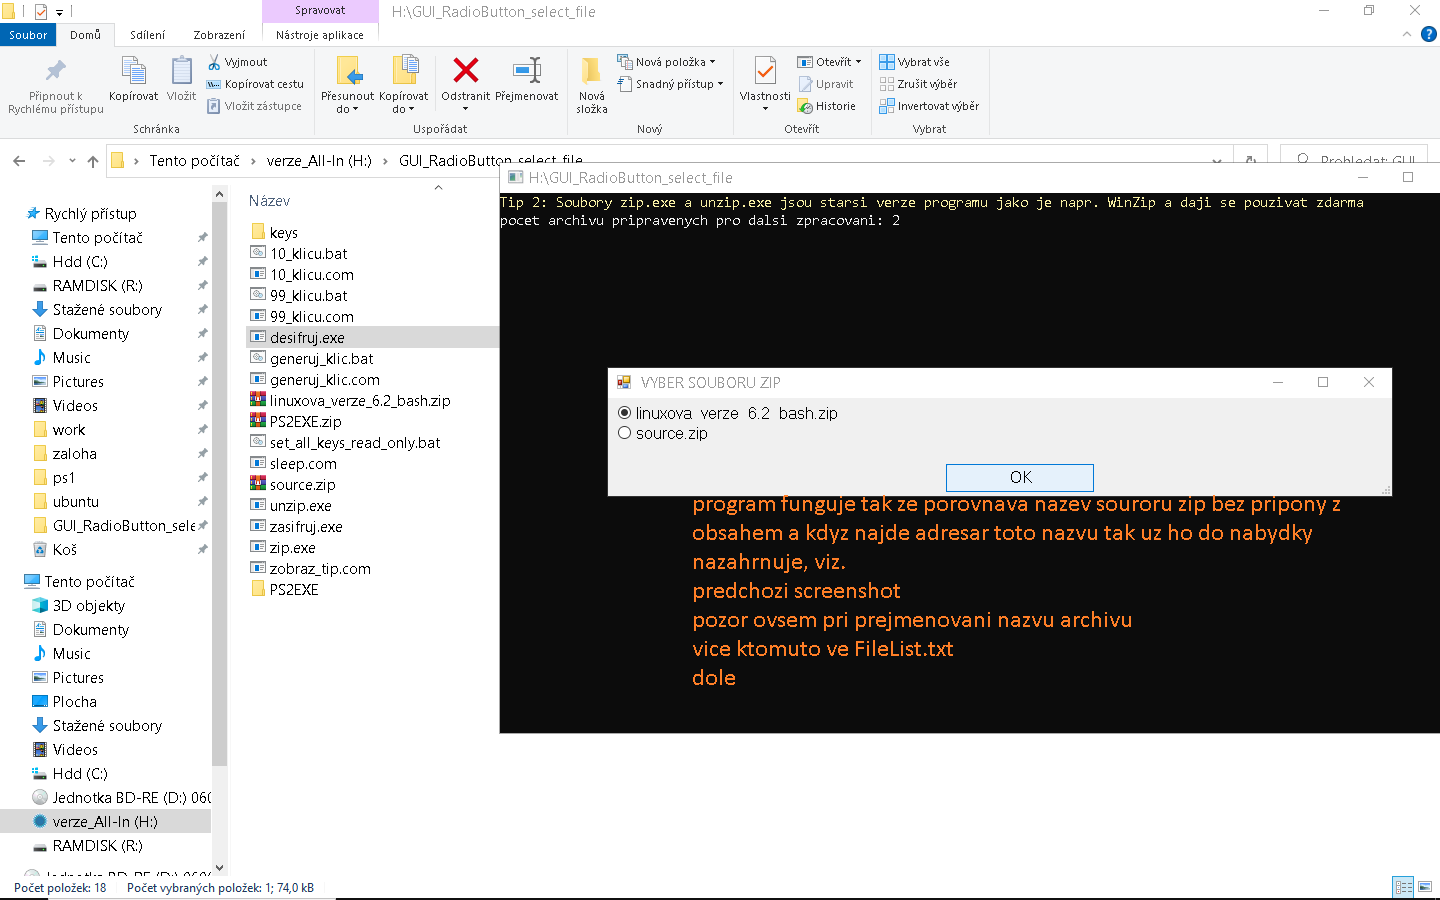 Spravovat
H:\GUI_RadioButton_select_file
Soubor
Domů
Sdílení
Zobrazení
Nástroje aplikace
Připnout k
Rychlému přístupu
Kopírovat
Vložit
Vyjmout
Kopírovat cestu
Vložit zástupce
Schránka
Přesunout
do
Kopírovat
do
Odstranit
Přejmenovat
Uspořádat
Nová
složka
Nová položka
Snadný přístup
Nový
Vlastnosti
Otevřít
Upravit
Historie
Otevřít
Vybrat vše
Zrušit výběr
Invertovat výběr
Vybrat
Tento počítač
verze_All-In (H:)
GUI_RadioButton_select_file
Prohledat: GUI
Rychlý přístup
Tento počítač
Hdd (C:)
RAMDISK (R:)
Stažené soubory
Dokumenty
Music
Pictures
Videos
work
zaloha
ps1
ubuntu
GUI_RadioButton_sele
Koš
Tento počítač
3D objekty
Dokumenty
Music
Pictures
Plocha
Stažené soubory
Videos
Hdd (C:)
Jednotka BD-RE (D:) 060
verze_All-In (H:)
RAMDISK (R:)
Název
keys
10_klicu.bat
10_klicu.com
99_klicu.bat
99_klicu.com
desifruj.exe
generuj_klic.bat
generuj_klic.com
linuxova_verze_6.2_bash.zip
PS2EXE.zip
set_all_keys_read_only.bat
sleep.com
source.zip
unzip.exe
zasifruj.exe
zip.exe
zobraz_tip.com
PS2EXE
H:\GUI_RadioButton_select_file
Tip 2: Soubory zip.exe a unzip.exe jsou starsi verze programu jako je napr. WinZip a daji se pouzivat zdarma
pocet archivu pripravenych pro dalsi zpracovani: 2
VYBER SOUBORU ZIP
linuxova verze 6.2 bash.zip
source.zip
OK
program funguje tak ze porovnava nazev souroru zip bez pripony z
obsahem a kdyz najde adresar toto nazvu tak uz ho do nabydky
nazahrnuje, viz.
predchozi screenshot
pozor ovsem pri prejmenovani nazvu archivu
vice ktomuto ve FileList.txt
dole
Počet položek: 18
Počet vybraných položek: 1; 74,0 kB